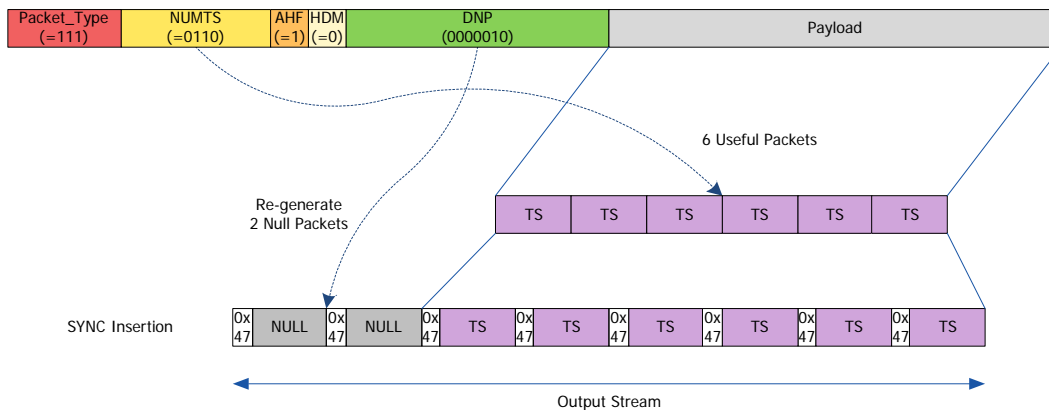 Packet_Type
(=111)
NUMTS
(=0110)
AHF
(=1)
HDM
(=0)
DNP
(0000010)
Payload
6 Useful Packets
Re-generate
2 Null Packets
TS TS TS TS TS TS
SYNC Insertion
0x
47
NULL
0x
47
NULL
0x
47
TS
0x
47
TS
0x
47
TS
0x
47
TS
0x
47
TS
0x
47
TS
Output Stream